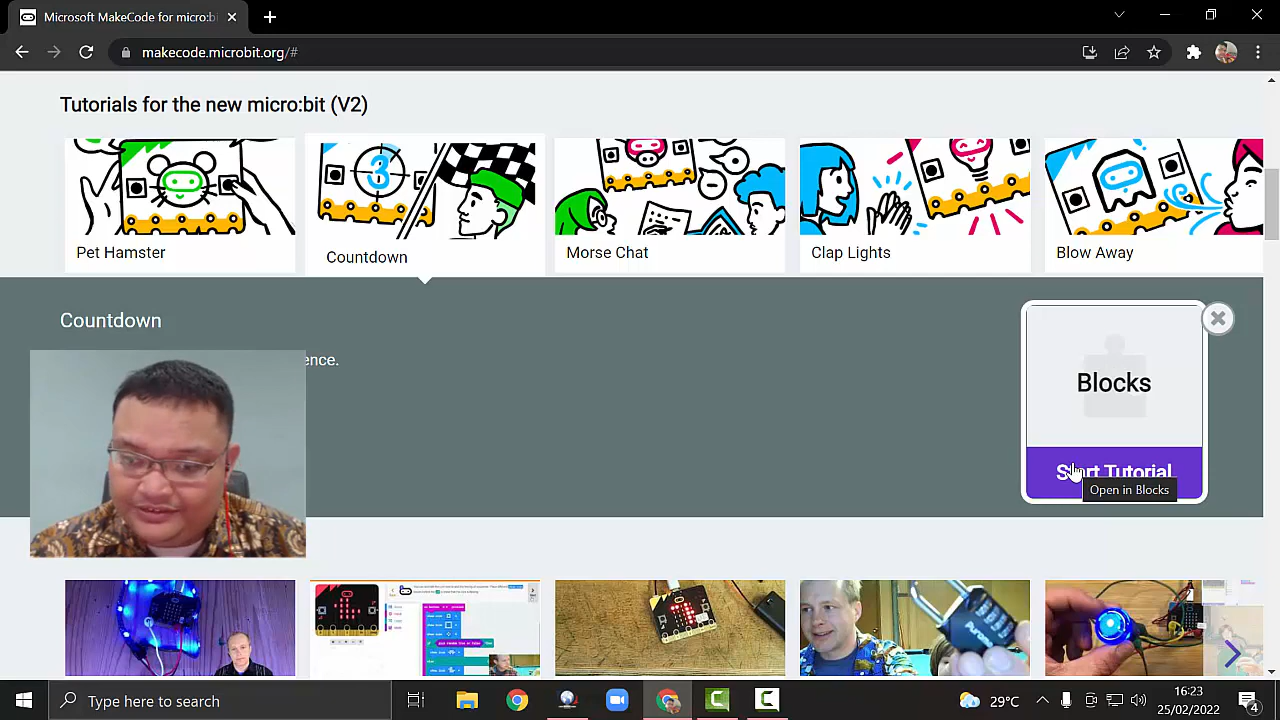 Microsoft MakeCode for micro:bi
makecode.microbit.org/#
Tutorials for the new micro:bit (V2)
Pet Hamster
Countdown
Morse Chat
Clap Lights
Blow Away
3
Countdown
ence.
Blocks
Start Tutorial
Open in Blocks
Type here to search
29°C
16:23
25/02/2022
4